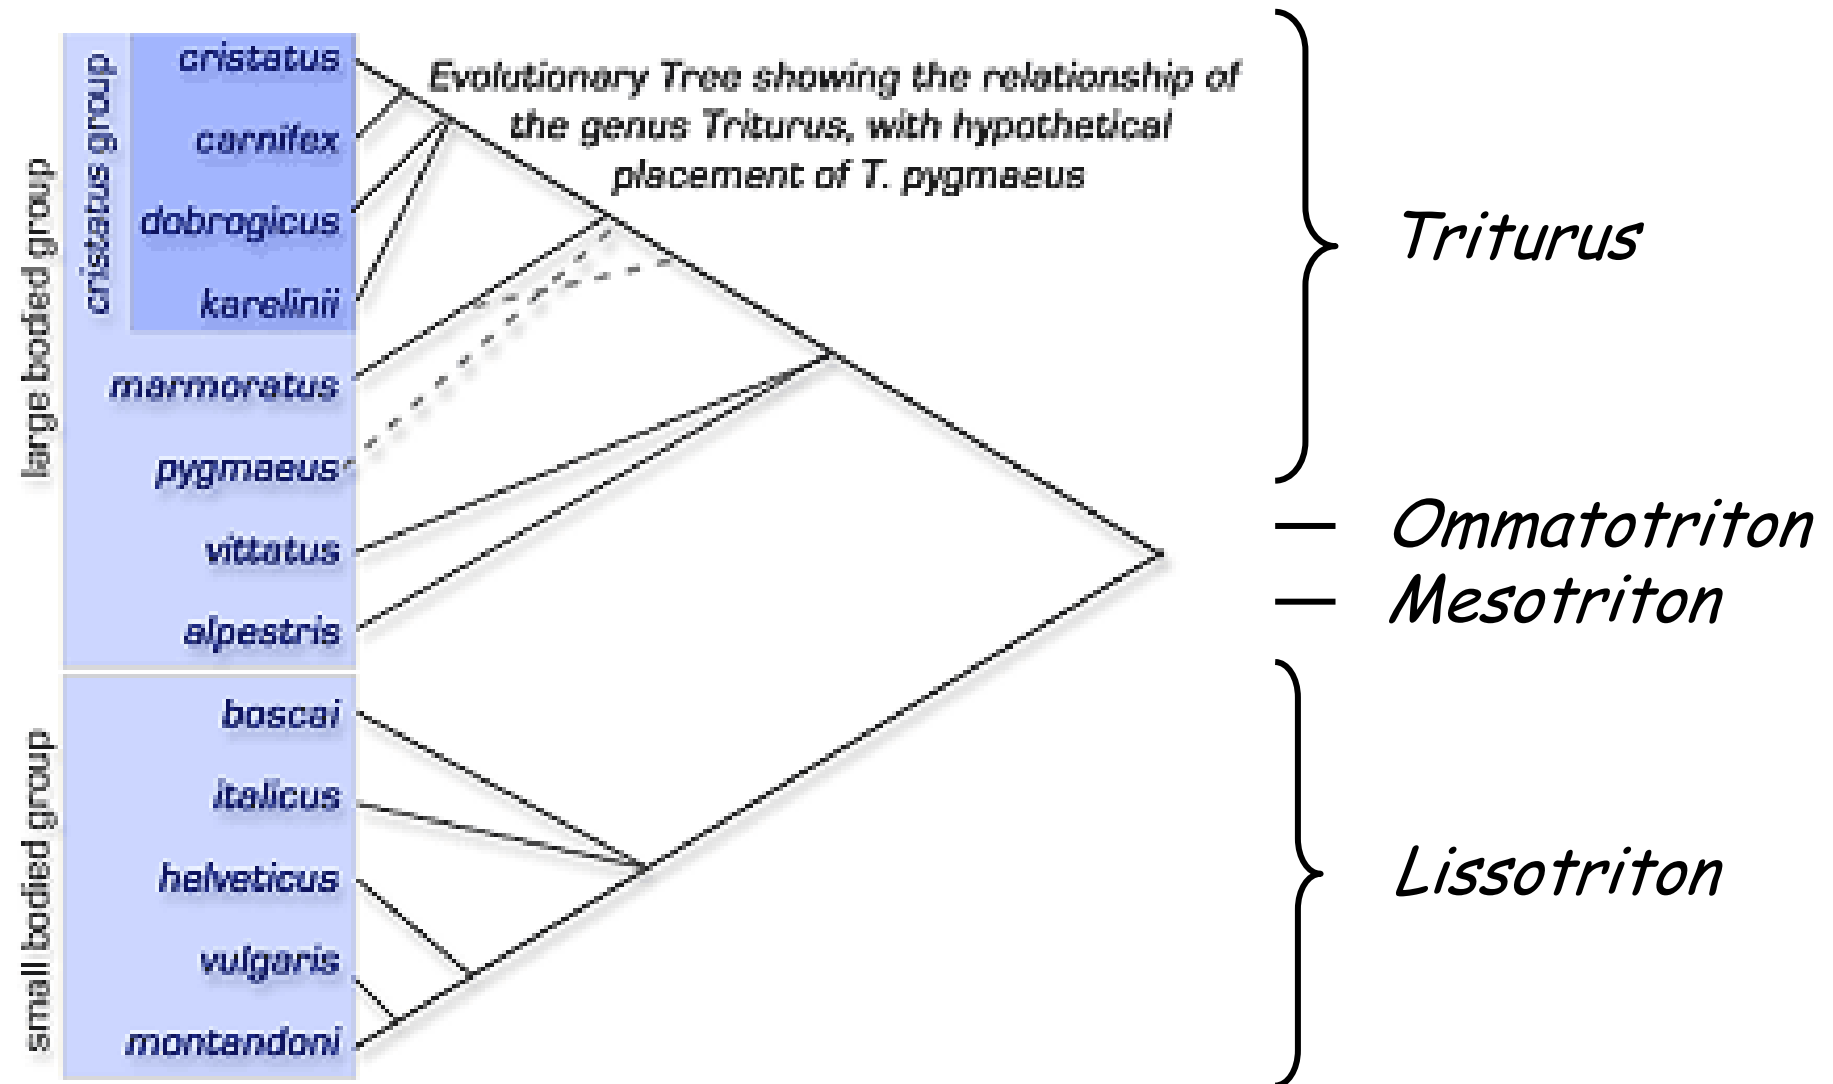 Evolutionary Tree showing the relationship of
the genus Triturus, with hypothetical
placement of T. pygmaeus
large bodied group
cristatus group
cristatus
carnifex
dobrogicus
karelinii
marmoratus
pygmaeus
vittatus
alpestris
small bodied group
boscai
italicus
helveticus
vulgaris
montandoni
Triturus
Ommatotriton
Mesotriton
Lissotriton